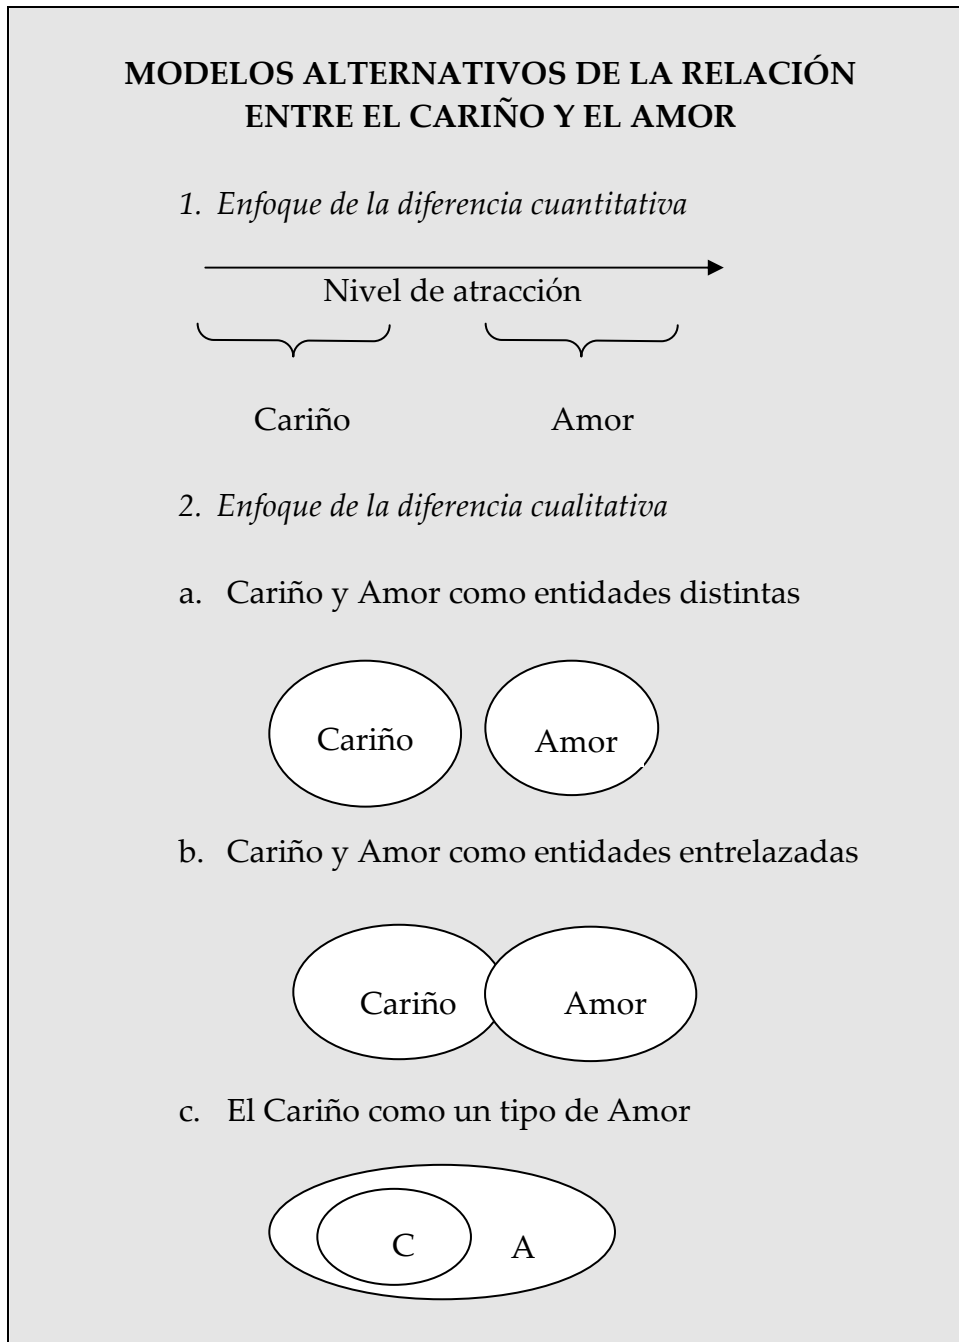 MODELOS ALTERNATIVOS DE LA RELACIÓN
ENTRE EL CARIÑO Y EL AMOR
1. Enfoque de la diferencia cuantitativa
Nivel de atracción
Cariño Amor
2. Enfoque de la diferencia cualitativa
a. Cariño y Amor como entidades distintas
Cariño Amor
b. Cariño y Amor como entidades entrelazadas
Cariño Amor
c. El Cariño como un tipo de Amor
C A